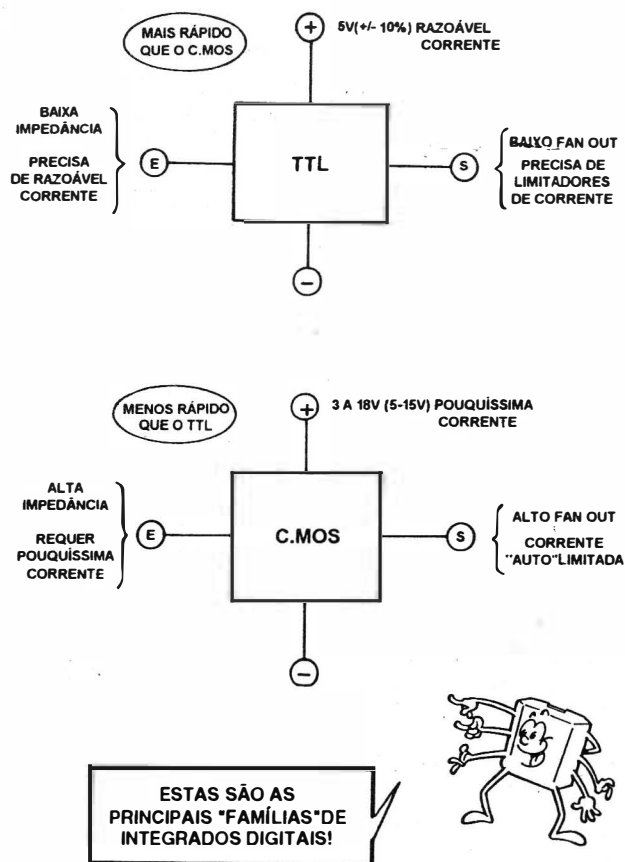 MAIS RÁPIDO
QUE O C.MOS
+
5V(+/- 10%) RAZOÁVEL
CORRENTE
BAIXA
IMPEDÂNCIA
PRECISA
DE RAZOÁVEL
CORRENTE
E
TTL
S
BAIXO FAN OUT
PRECISA DE
LIMITADORES
DE CORRENTE
−
MENOS RÁPIDO
QUE O TTL
+
3 A 18V (5-15V) POUQUÍSSIMA
CORRENTE
ALTA
IMPEDÂNCIA
REQUER
POUQUÍSSIMA
CORRENTE
E
C.MOS
S
ALTO FAN OUT
CORRENTE
"AUTO"LIMITADA
−
ESTAS SÃO AS
PRINCIPAIS "FAMÍLIAS"DE
INTEGRADOS DIGITAIS!